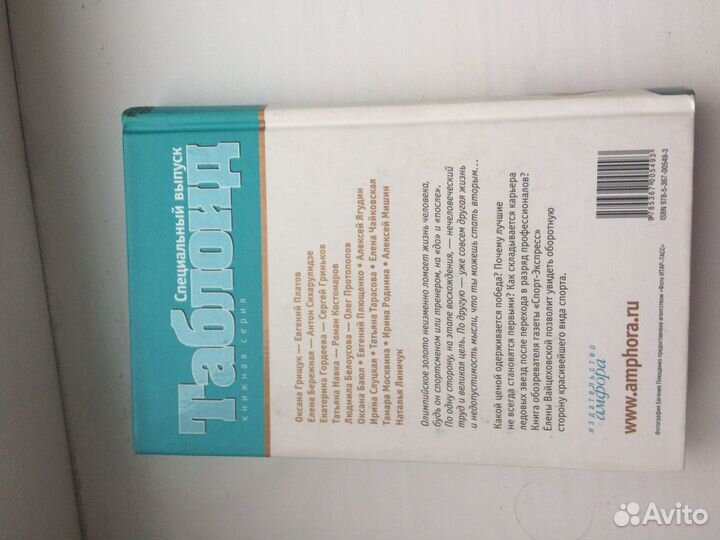 Специальный выпуск
Таблоид
книжная серия
Оксана Грищук — Евгений Платов
Елена Бережная — Антон Сихарулидзе
Екатерина Гордеева — Сергей Гриньков
Татьяна Навка — Роман Костомаров
Людмила Белоусова — Олег Протопопов
Оксана Баюл • Евгений Плющенко • Алексей Ягудин
Ирина Слуцкая • Татьяна Тарасова • Елена Чайковская
Тамара Москвина • Ирина Роднина • Алексей Мишин
Наталья Линичук
Олимпийское золото неизменно ломает жизнь человека,
будь он спортсменом или тренером, на «до» и «после».
По одну сторону, на этапе восхождения, — нечеловеческий
труд и великая цель. По другую — уже совсем другая жизнь
и недопустимость мысли, что ты можешь стать вторым...
Какой ценой одерживается победа? Почему лучшие
не всегда становятся первыми? Как складывается карьера
ледовых звезд после перехода в разряд профессионалов?
Книга обозревателя газеты «Спорт-Экспресс»
Елены Вайцеховской позволит увидеть оборотную
сторону красивейшего вида спорта.
издательство
амфора
www.amphora.ru
Фотография Евгения Плющенко предоставлена агентством «Фото ИТАР-ТАСС»
ISBN 978-5-367-00549-3
9 785367 005493
Avito